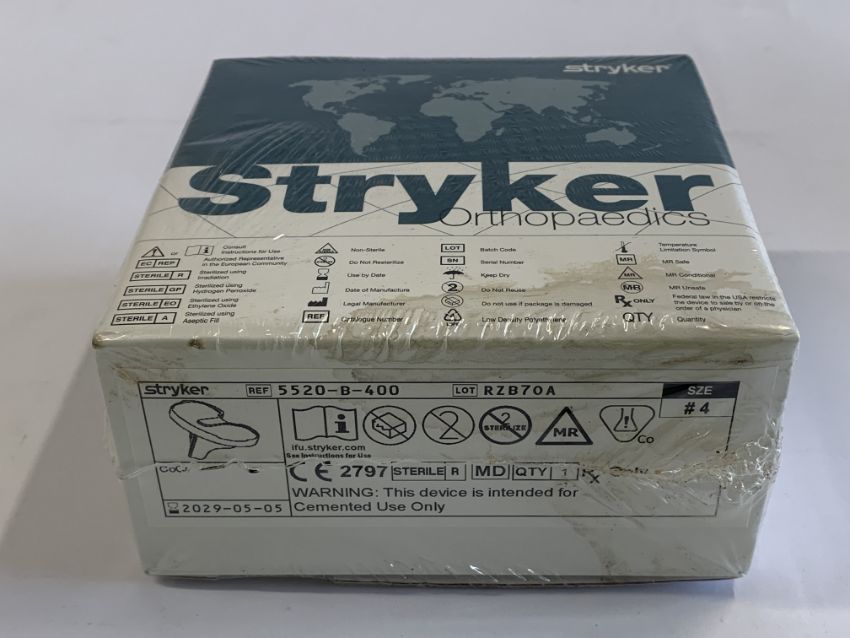 stryker
Stryker
Orthopaedics
or Consult Instructions for Use
EC REP Authorized Representative in the European Community
STERILE R Sterilized using Irradiation
STERILE GP Sterilized using Hydrogen Peroxide
STERILE EO Sterilized using Ethylene Oxide
STERILE A Sterilized using Aseptic Fill
Non-Sterile
Do Not Resterilize
Use by Date
Date of Manufacture
Legal Manufacturer
REF Catalogue Number
LOT Batch Code
SN Serial Number
Keep Dry
2 Do Not Reuse
Do not use if package is damaged
Low Density Polyethylene
Temperature Limitation Symbol
MR MR Safe
MR MR Conditional
MR MR Unsafe
Rx ONLY Federal law in the USA restricts the device to sale by or on the order of a physician
QTY Quantity
stryker REF 5520-B-400 LOT RZB70A SZE
# 4
2 2 STERILIZE MR Co
ifu.stryker.com
See Instructions for Use
CE 2797 STERILE R MD QTY 1 Rx Only
WARNING: This device is intended for
2029-05-05 Cemented Use Only